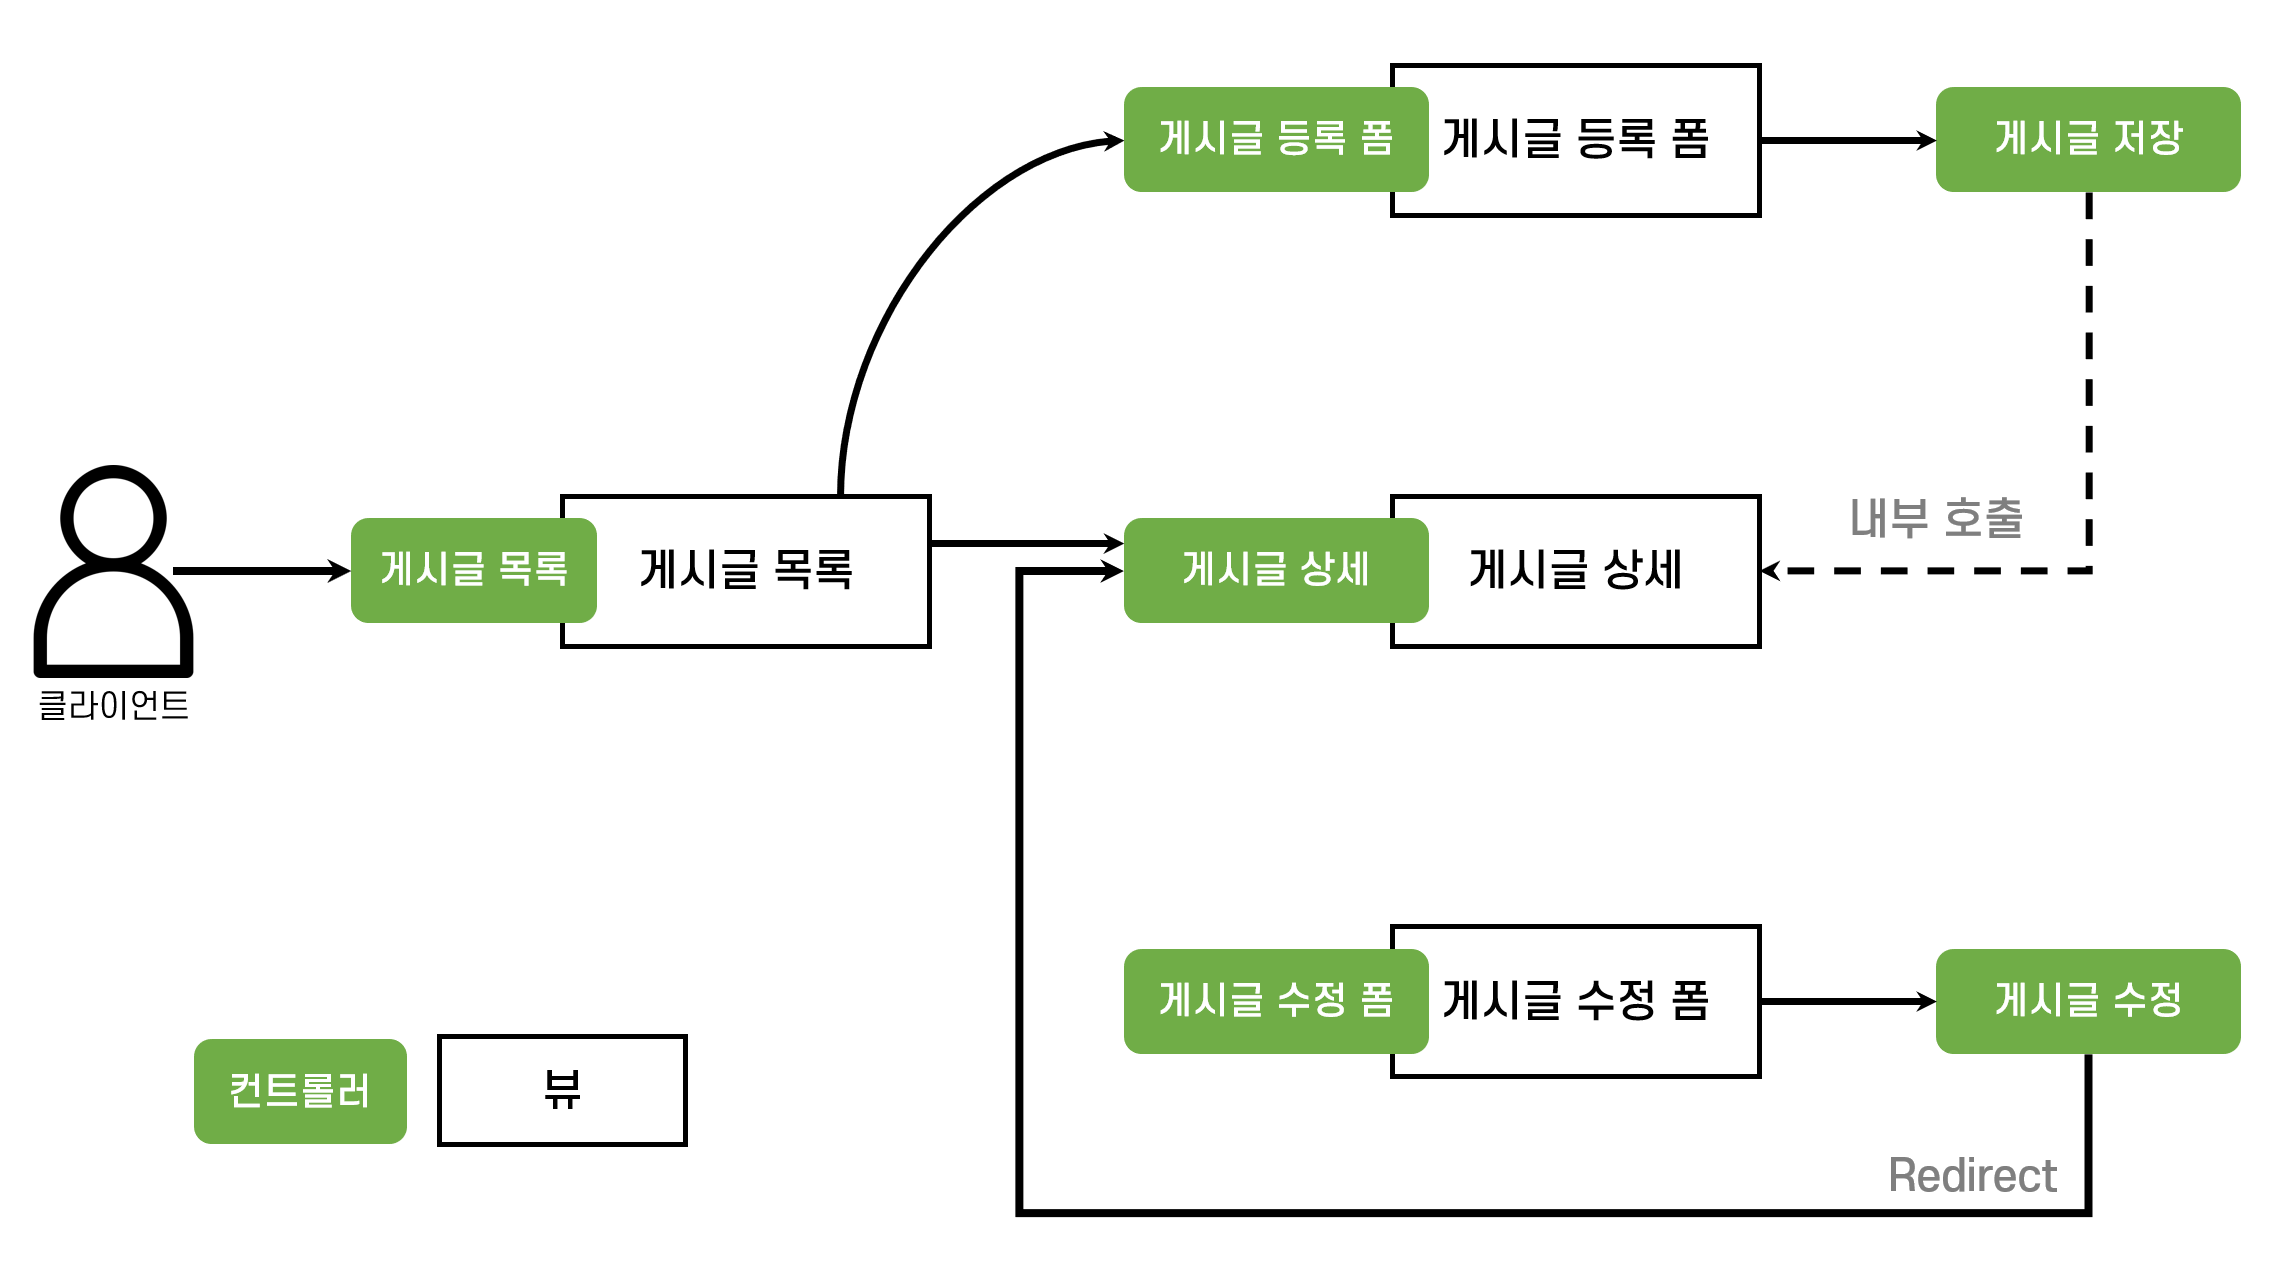 게시글 등록 폼
게시글 등록 폼
게시글 저장
내부 호출
게시글 목록
게시글 목록
게시글 상세
게시글 상세
클라이언트
게시글 수정 폼
게시글 수정 폼
게시글 수정
컨트롤러
뷰
Redirect